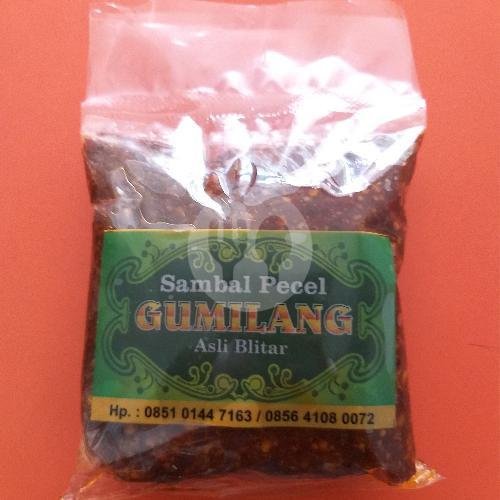 Sambal Pecel
GUMILANG
Asli Blitar
Hp. : 0851 0144 7163 / 0856 4108 0072